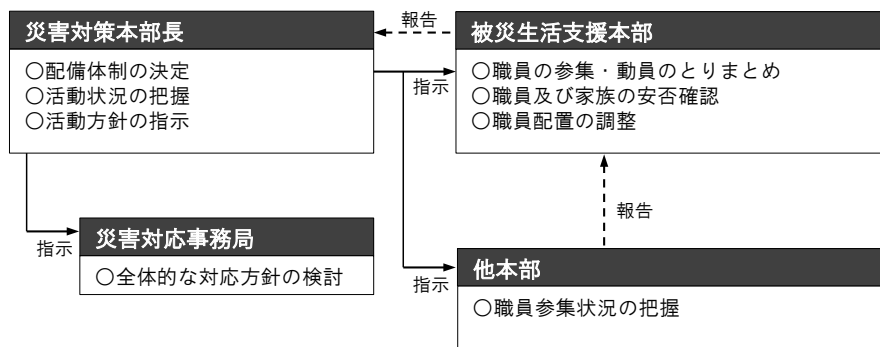 災害対策本部長
○配備体制の決定
○活動状況の把握
○活動方針の指示
報告
指示
被災生活支援本部
○職員の参集・動員のとりまとめ
○職員及び家族の安否確認
○職員配置の調整
指示
災害対応事務局
○全体的な対応方針の検討
報告
指示
他本部
○職員参集状況の把握